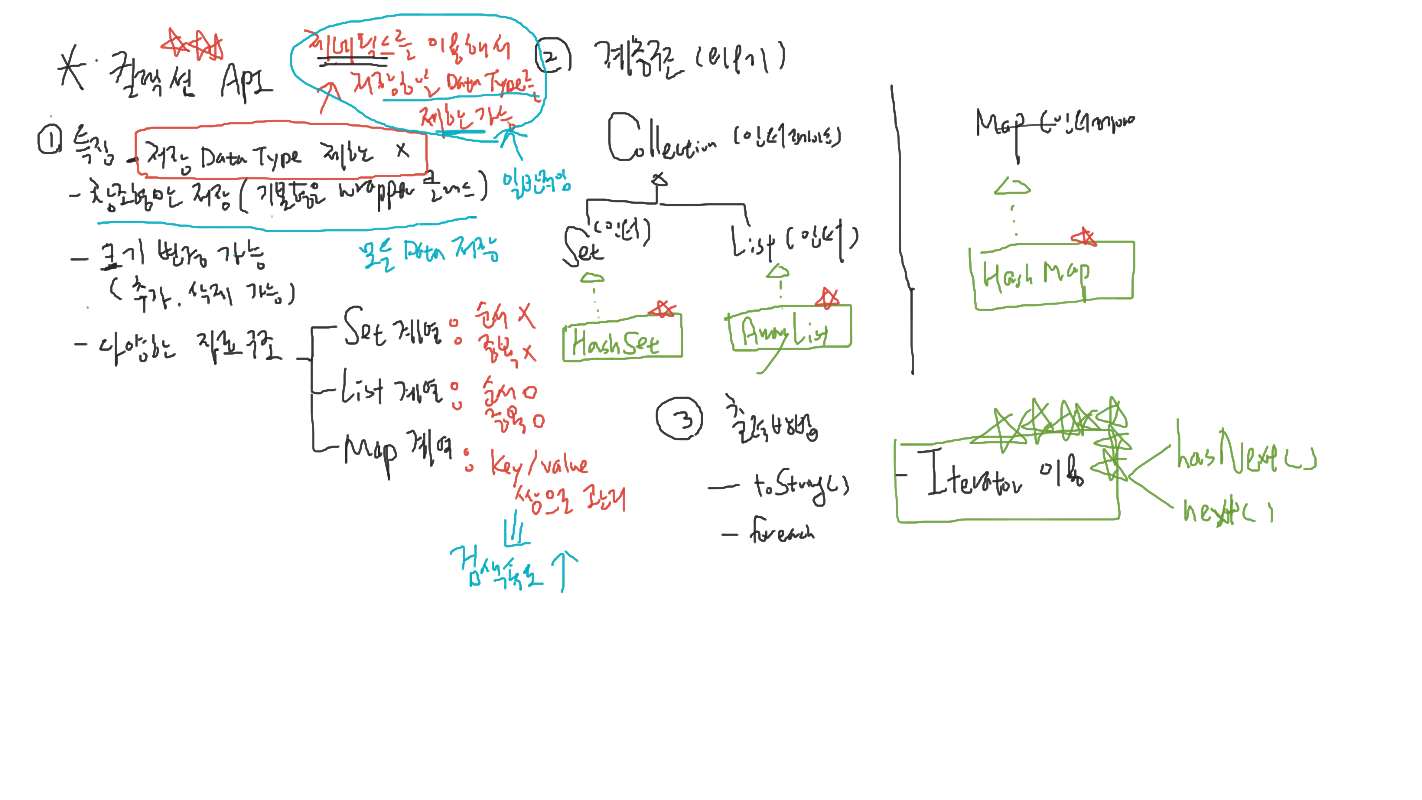 * 컬렉션 API
제네릭스를 이용해서
저장할 Data Type을
제한 가능
일반적임
① 특징
- 저장 Data Type 제한 x
- 참조형만 저장 (기본형은 wrapper 클래스)
모든 Data 저장
- 크기 변경 가능
( 추가, 삭제 가능)
- 다양한 자료구조
Set 계열 : 순서 X
중복 x
List 계열 : 순서 O
중복 O
Map 계열 : key/value
쌍으로 관리
검색속도 ↑
② 계층구조 (외우기)
Collection (인터페이스)
Set (인터)
List (인터)
HashSet
ArrayList
Map (인터페이스)
HashMap
③ 출력방법
- toString()
- foreach
- Iterator 이용
hasNext()
next()